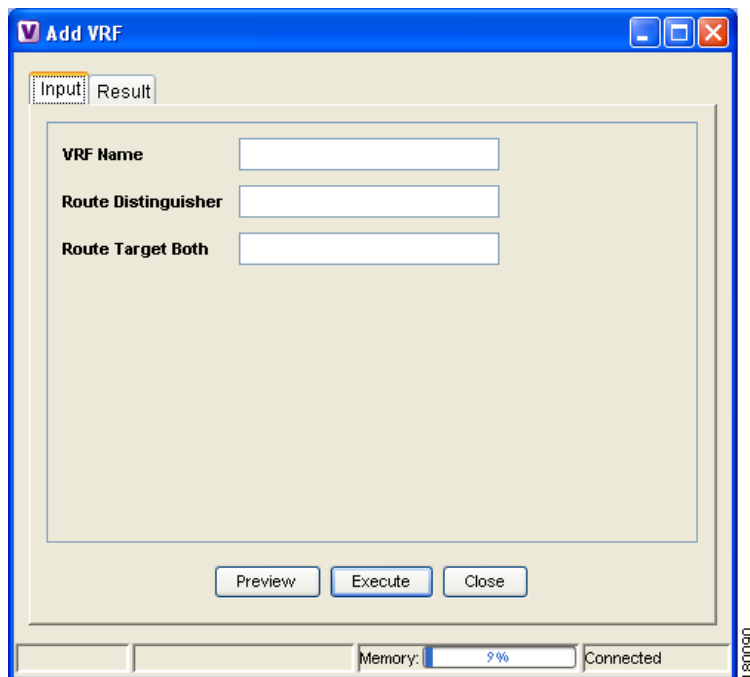 V Add VRF
Input Result
VRF Name
Route Distinguisher
Route Target Both
Preview Execute Close
Memory: 9% Connected
180090